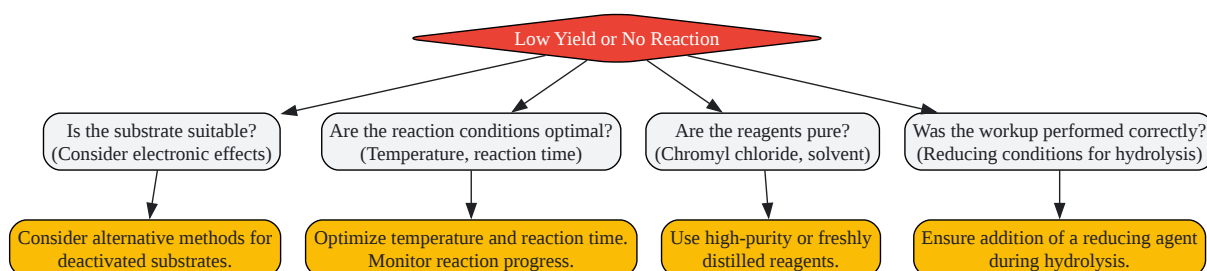 Low Yield or No Reaction
Is the substrate suitable?
(Consider electronic effects)
Are the reaction conditions optimal?
(Temperature, reaction time)
Are the reagents pure?
(Chromyl chloride, solvent)
Was the workup performed correctly?
(Reducing conditions for hydrolysis)
Consider alternative methods for
deactivated substrates.
Optimize temperature and reaction time.
Monitor reaction progress.
Use high-purity or freshly
distilled reagents.
Ensure addition of a reducing agent
during hydrolysis.